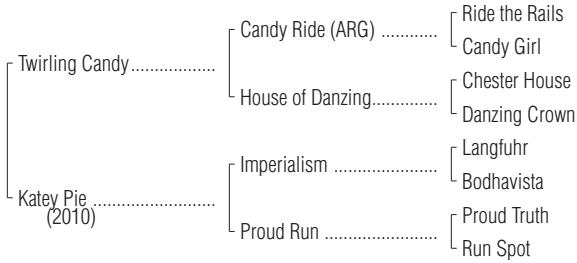 Ride the Rails
Candy Ride (ARG) ............
Candy Girl
Twirling Candy ..................
Chester House
House of Danzing..............
Danzing Crown
Langfuhr
Imperialism ......................
Bodhavista
Katey Pie ..........................
(2010)
Proud Truth
Proud Run ........................
Run Spot